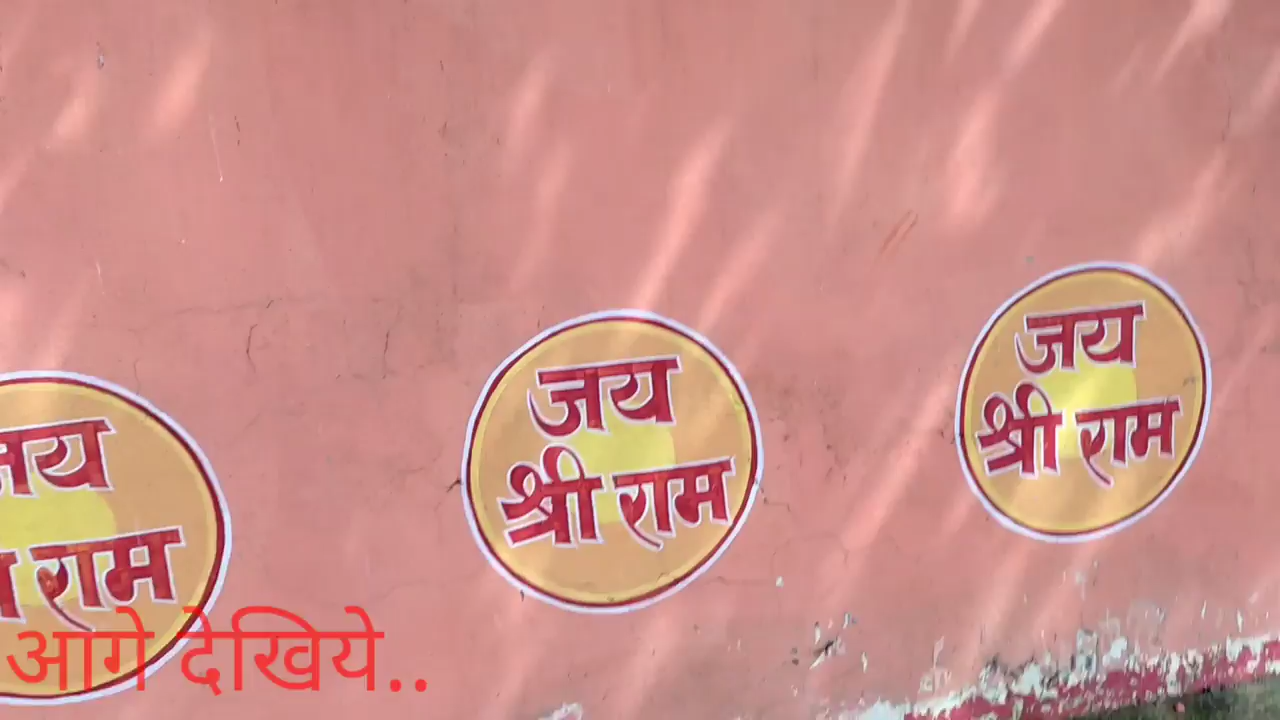 जय
श्री राम
जय
श्री राम
जय
राम
आगे देखिये..